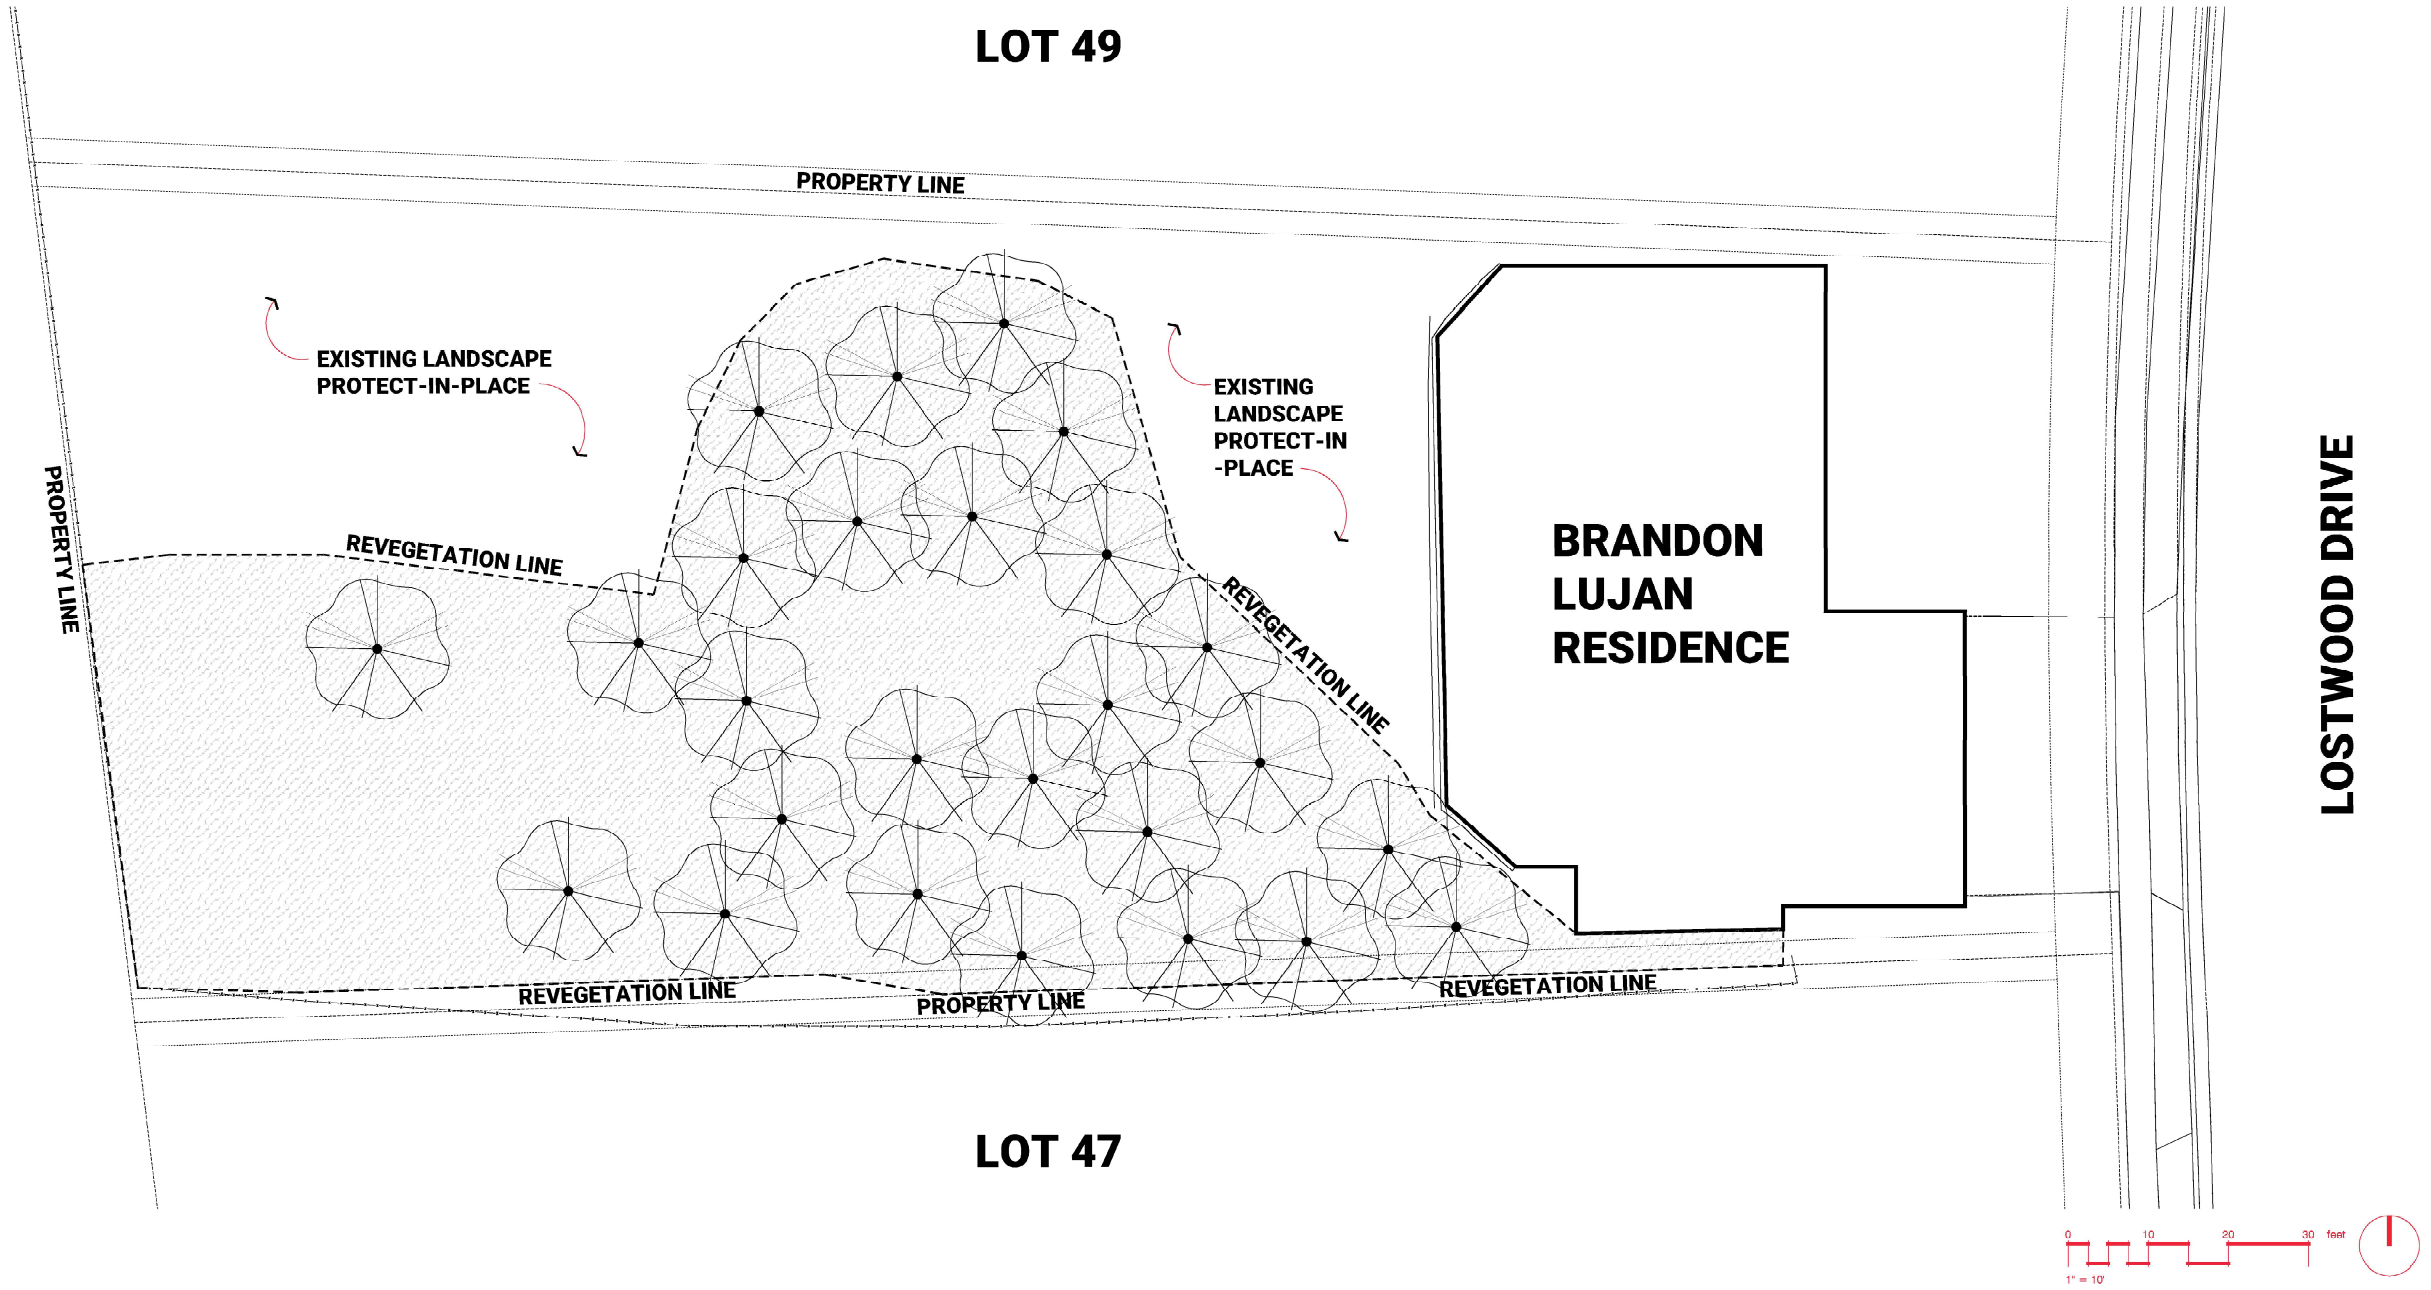 LOT 49
PROPERTY LINE
EXISTING LANDSCAPE
PROTECT-IN-PLACE
EXISTING
LANDSCAPE
PROTECT-IN
-PLACE
PROPERTY LINE
REVEGETATION LINE
REVEGETATION LINE
BRANDON
LUJAN
RESIDENCE
LOSTWOOD DRIVE
REVEGETATION LINE
PROPERTY LINE
REVEGETATION LINE
LOT 47
0 10 20 30 feet
1" = 10'